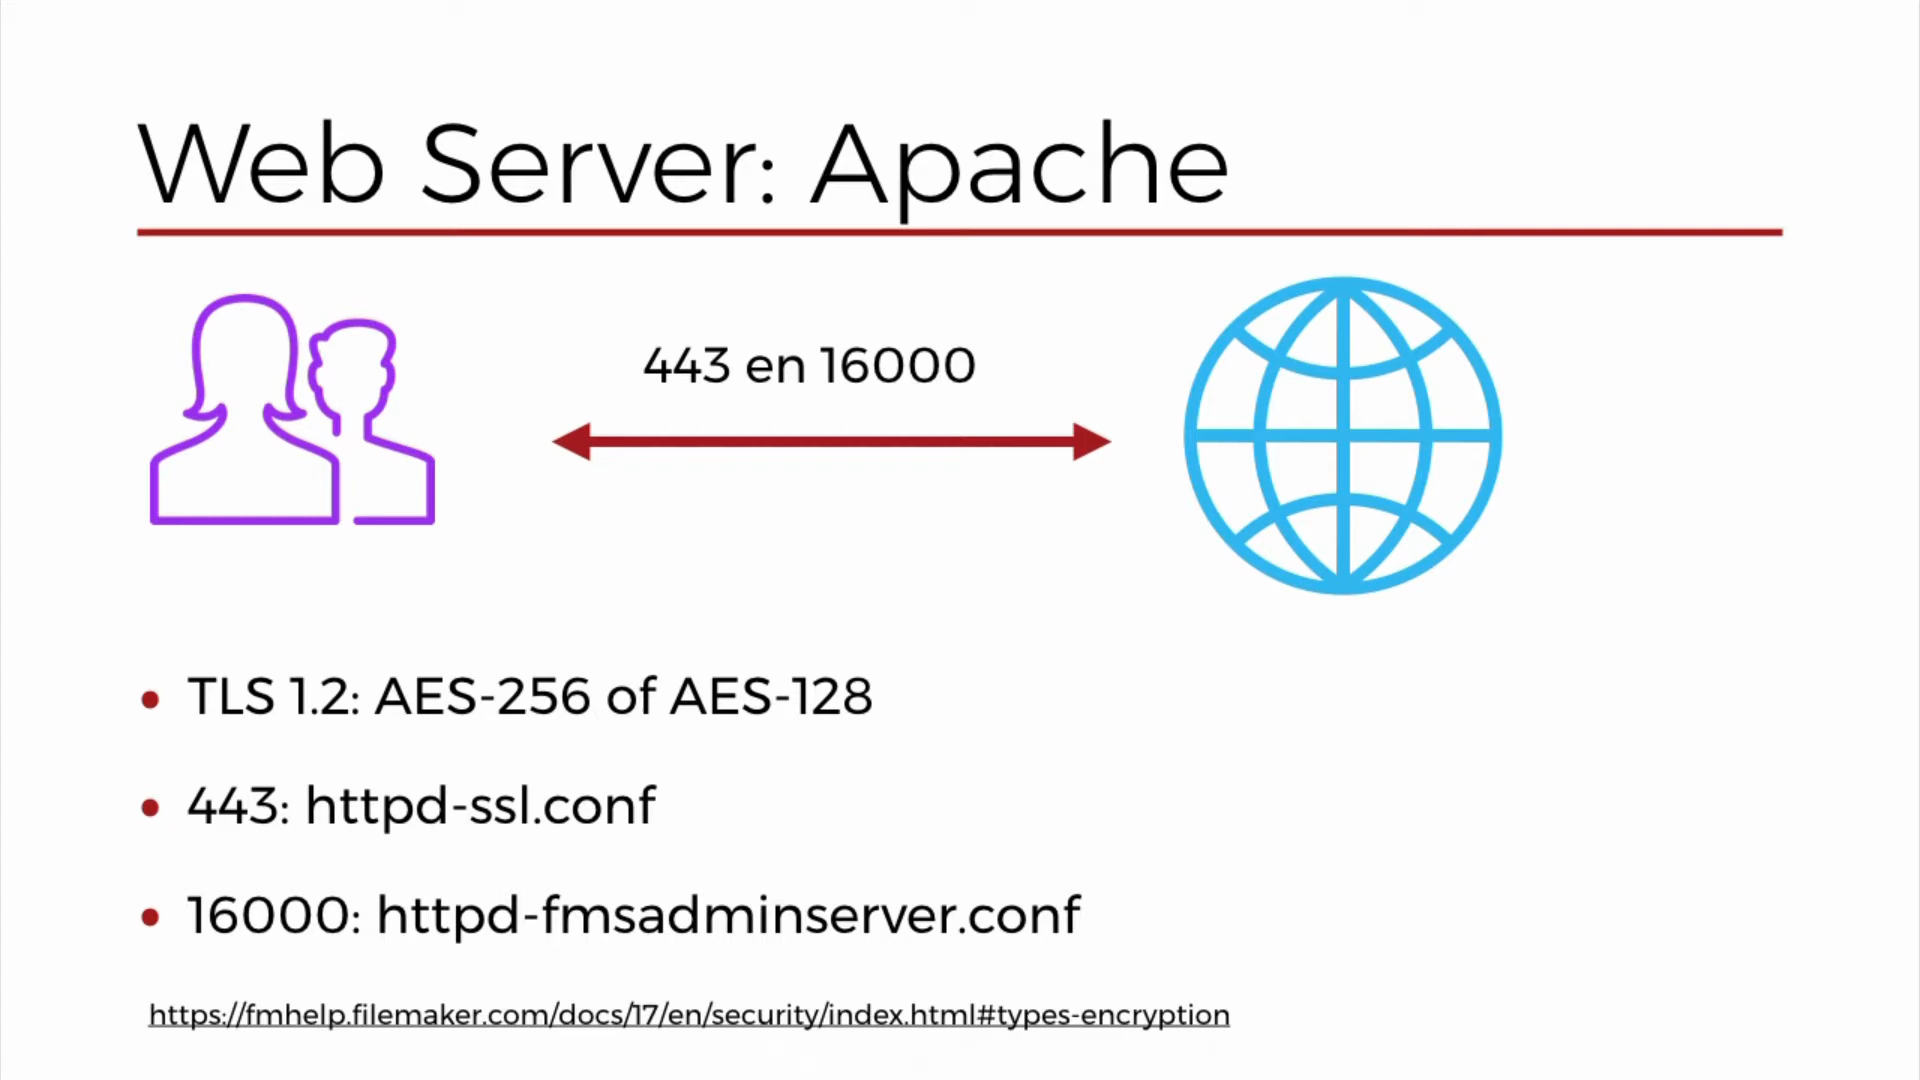 Web Server: Apache
443 en 16000
TLS 1.2: AES-256 of AES-128
443: httpd-ssl.conf
16000: httpd-fmsadminserver.conf
https://fmhelp.filemaker.com/docs/17/en/security/index.html#types-encryption